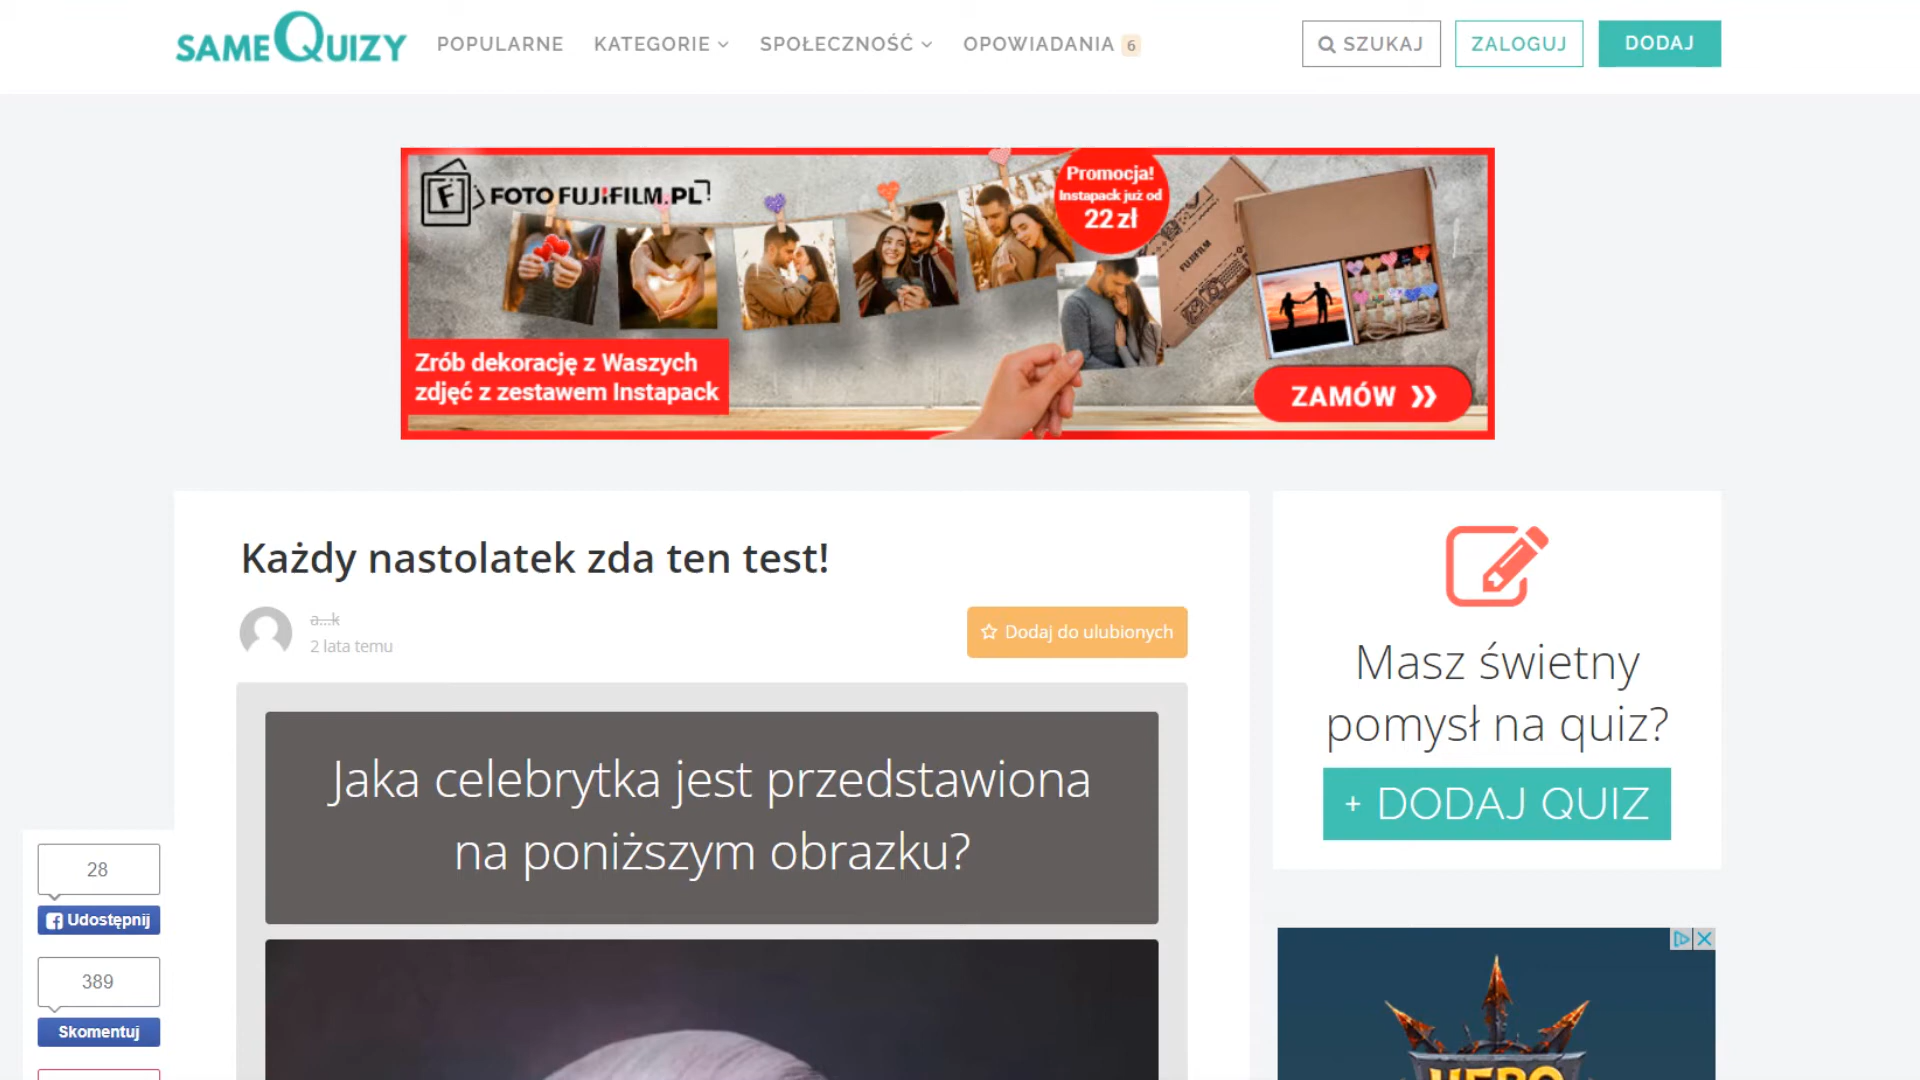 SAMEQUIZY
POPULARNE
KATEGORIE
SPOŁECZNOŚĆ
OPOWIADANIA 6
SZUKAJ
ZALOGUJ
DODAJ
FOTO FUJIFILM.PL
Promocja!
Instapack już od
22 zł
FUJIFILM
Zrób dekorację z Waszych
zdjęć z zestawem Instapack
ZAMÓW
Każdy nastolatek zda ten test!
a...k
2 lata temu
Dodaj do ulubionych
Jaka celebrytka jest przedstawiona
na poniższym obrazku?
Masz świetny
pomysł na quiz?
+ DODAJ QUIZ
28
Udostępnij
389
Skomentuj
HERO